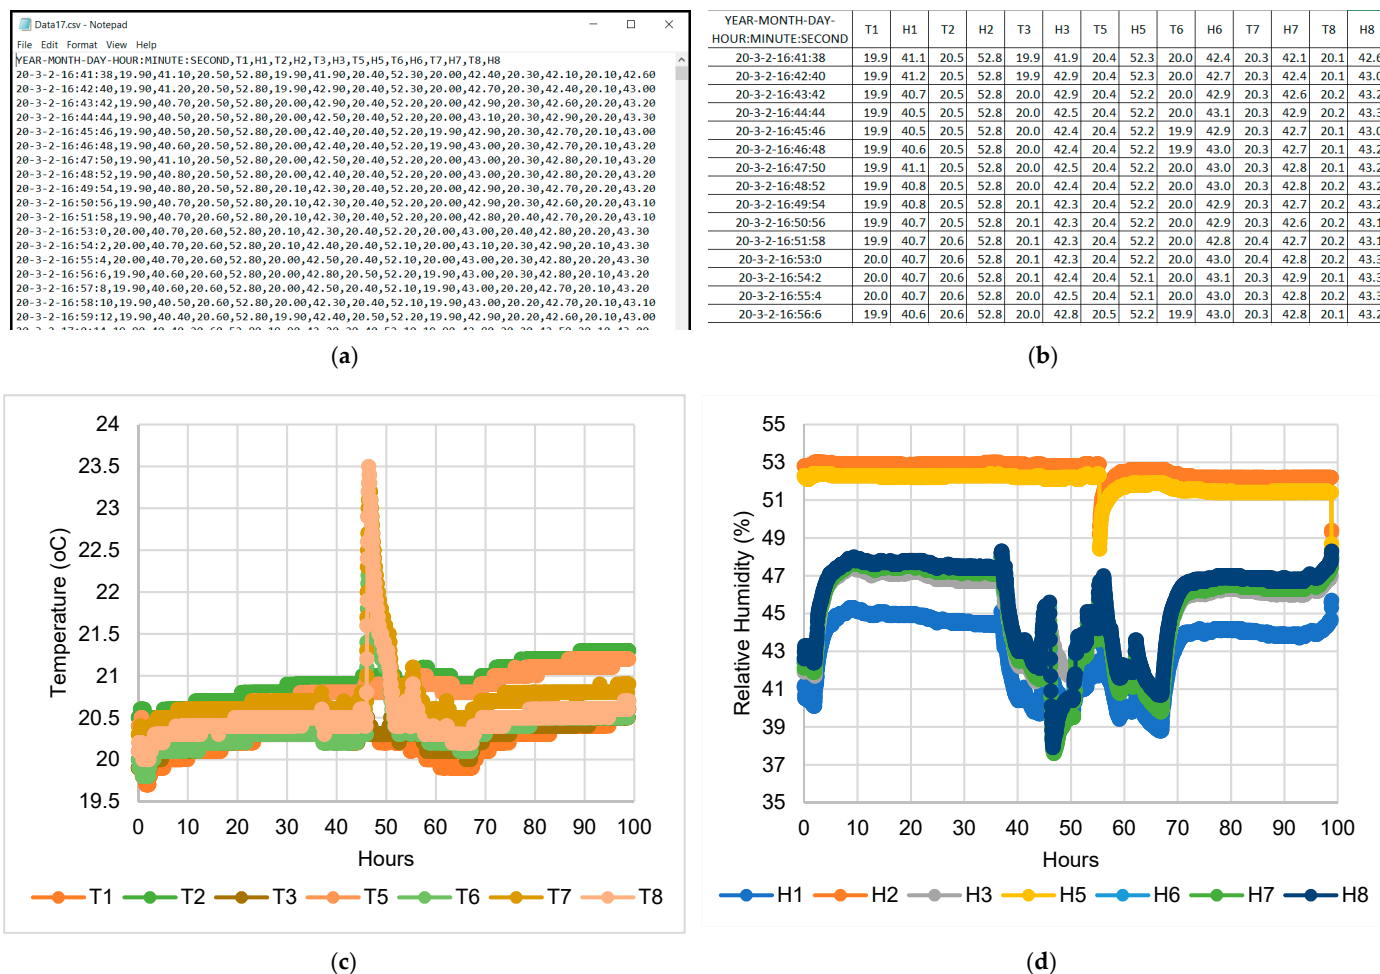 Data17.csv - Notepad
File Edit Format View Help
YEAR-MONTH-DAY-HOUR:MINUTE:SECOND,T1,H1,T2,H2,T3,H3,T5,H5,T6,H6,T7,H7,T8,H8
20-3-2-16:41:38,19.90,41.10,20.50,52.80,19.90,41.90,20.40,52.30,20.00,42.40,20.30,42.10,20.10,42.60
20-3-2-16:42:40,19.90,41.20,20.50,52.80,19.90,42.90,20.40,52.30,20.00,42.70,20.30,42.40,20.10,43.00
20-3-2-16:43:42,19.90,40.70,20.50,52.80,20.00,42.90,20.40,52.20,20.00,42.90,20.30,42.60,20.20,43.20
20-3-2-16:44:44,19.90,40.50,20.50,52.80,20.00,42.50,20.40,52.20,20.00,43.10,20.30,42.90,20.20,43.30
20-3-2-16:45:46,19.90,40.50,20.50,52.80,20.00,42.40,20.40,52.20,19.90,42.90,20.30,42.70,20.10,43.00
20-3-2-16:46:48,19.90,40.60,20.50,52.80,20.00,42.40,20.40,52.20,19.90,43.00,20.30,42.70,20.10,43.20
20-3-2-16:47:50,19.90,41.10,20.50,52.80,20.00,42.50,20.40,52.20,20.00,43.00,20.30,42.80,20.10,43.20
20-3-2-16:48:52,19.90,40.80,20.50,52.80,20.00,42.40,20.40,52.20,20.00,43.00,20.30,42.80,20.20,43.20
20-3-2-16:49:54,19.90,40.80,20.50,52.80,20.10,42.30,20.40,52.20,20.00,42.90,20.30,42.70,20.20,43.20
20-3-2-16:50:56,19.90,40.70,20.50,52.80,20.10,42.30,20.40,52.20,20.00,42.90,20.30,42.60,20.20,43.10
20-3-2-16:51:58,19.90,40.70,20.60,52.80,20.10,42.30,20.40,52.20,20.00,42.80,20.40,42.70,20.20,43.10
20-3-2-16:53:0,20.00,40.70,20.60,52.80,20.10,42.30,20.40,52.20,20.00,43.00,20.40,42.80,20.20,43.30
20-3-2-16:54:2,20.00,40.70,20.60,52.80,20.10,42.40,20.40,52.10,20.00,43.10,20.30,42.90,20.10,43.30
20-3-2-16:55:4,20.00,40.70,20.60,52.80,20.00,42.50,20.40,52.10,20.00,43.00,20.30,42.80,20.20,43.30
20-3-2-16:56:6,19.90,40.60,20.60,52.80,20.00,42.80,20.50,52.20,19.90,43.00,20.30,42.80,20.10,43.20
20-3-2-16:57:8,19.90,40.60,20.60,52.80,20.00,42.50,20.40,52.10,19.90,43.00,20.20,42.70,20.10,43.20
20-3-2-16:58:10,19.90,40.50,20.60,52.80,20.00,42.30,20.40,52.10,19.90,43.00,20.20,42.70,20.10,43.10
20-3-2-16:59:12,19.90,40.60,20.60,52.80,19.90,42.50,20.40,52.20,19.90,42.90,20.20,42.60,20.10,43.00
(a)
YEAR-MONTH-DAY-HOUR:MINUTE:SECOND T1 H1 T2 H2 T3 H3 T5 H5 T6 H6 T7 H7 T8 H8
20-3-2-16:41:38 19.9 41.1 20.5 52.8 19.9 41.9 20.4 52.3 20.0 42.4 20.3 42.1 20.1 42.6
20-3-2-16:42:40 19.9 41.2 20.5 52.8 19.9 42.9 20.4 52.3 20.0 42.7 20.3 42.4 20.1 43.0
20-3-2-16:43:42 19.9 40.7 20.5 52.8 20.0 42.9 20.4 52.2 20.0 42.9 20.3 42.6 20.2 43.2
20-3-2-16:44:44 19.9 40.5 20.5 52.8 20.0 42.5 20.4 52.2 20.0 43.1 20.3 42.9 20.2 43.3
20-3-2-16:45:46 19.9 40.5 20.5 52.8 20.0 42.4 20.4 52.2 19.9 42.9 20.3 42.7 20.1 43.0
20-3-2-16:46:48 19.9 40.6 20.5 52.8 20.0 42.4 20.4 52.2 19.9 43.0 20.3 42.7 20.1 43.2
20-3-2-16:47:50 19.9 41.1 20.5 52.8 20.0 42.5 20.4 52.2 20.0 43.0 20.3 42.8 20.1 43.2
20-3-2-16:48:52 19.9 40.8 20.5 52.8 20.0 42.4 20.4 52.2 20.0 43.0 20.3 42.8 20.2 43.2
20-3-2-16:49:54 19.9 40.8 20.5 52.8 20.1 42.3 20.4 52.2 20.0 42.9 20.3 42.7 20.2 43.2
20-3-2-16:50:56 19.9 40.7 20.5 52.8 20.1 42.3 20.4 52.2 20.0 42.9 20.3 42.6 20.2 43.1
20-3-2-16:51:58 19.9 40.7 20.6 52.8 20.1 42.3 20.4 52.2 20.0 42.8 20.4 42.7 20.2 43.1
20-3-2-16:53:0 20.0 40.7 20.6 52.8 20.1 42.3 20.4 52.2 20.0 43.0 20.4 42.8 20.2 43.3
20-3-2-16:54:2 20.0 40.7 20.6 52.8 20.1 42.4 20.4 52.1 20.0 43.1 20.3 42.9 20.1 43.3
20-3-2-16:55:4 20.0 40.7 20.6 52.8 20.0 42.5 20.4 52.1 20.0 43.0 20.3 42.8 20.2 43.3
20-3-2-16:56:6 19.9 40.6 20.6 52.8 20.0 42.8 20.5 52.2 19.9 43.0 20.3 42.8 20.1 43.2
(b)
Temperature (oC)
24
23.5
23
22.5
22
21.5
21
20.5
20
19.5
0 10 20 30 40 50 60 70 80 90 100
Hours
T1 T2 T3 T5 T6 T7 T8
(c)
Relative Humidity (%)
55
53
51
49
47
45
43
41
39
37
35
0 10 20 30 40 50 60 70 80 90 100
Hours
H1 H2 H3 H5 H6 H7 H8
(d)